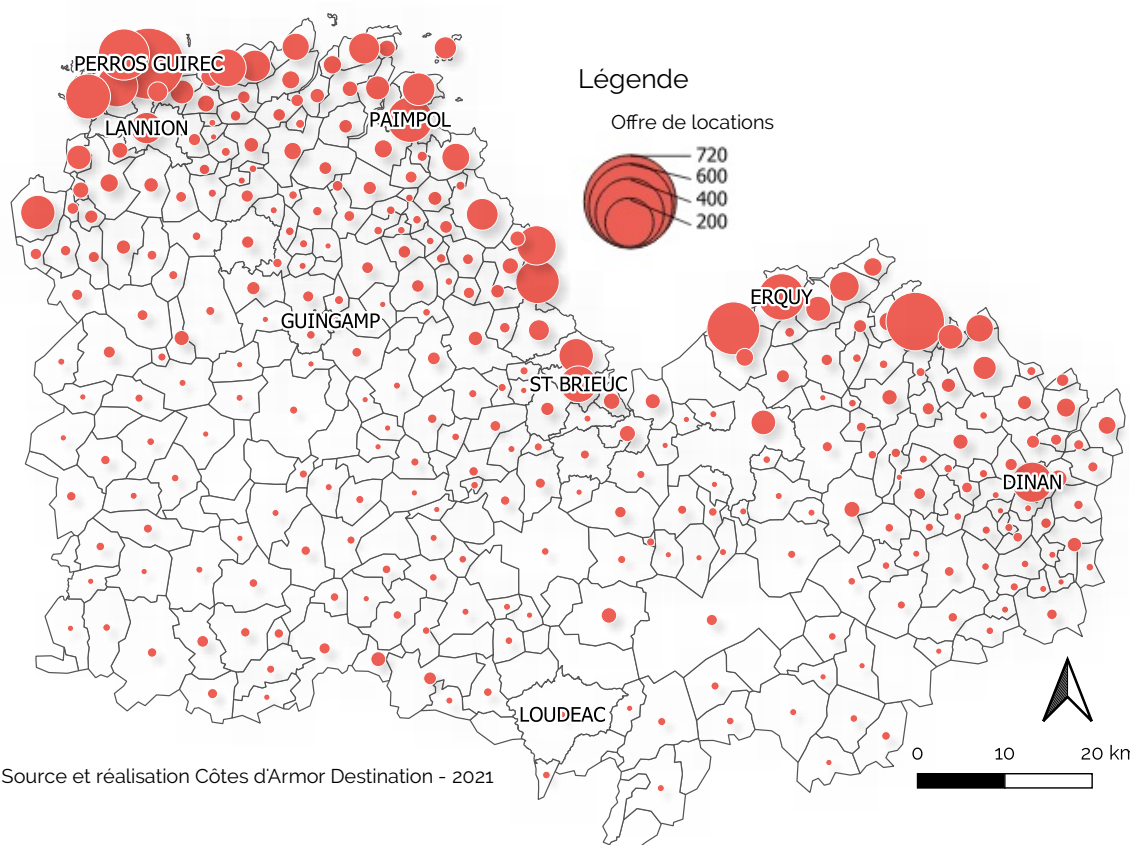 Légende
Offre de locations
720
600
400
200
PERROS GUIREC
LANNION
PAIMPOL
ERQUY
GUINGAMP
ST BRIEUC
DINAN
LOUDEAC
0 10 20 km
Source et réalisation Côtes d'Armor Destination - 2021